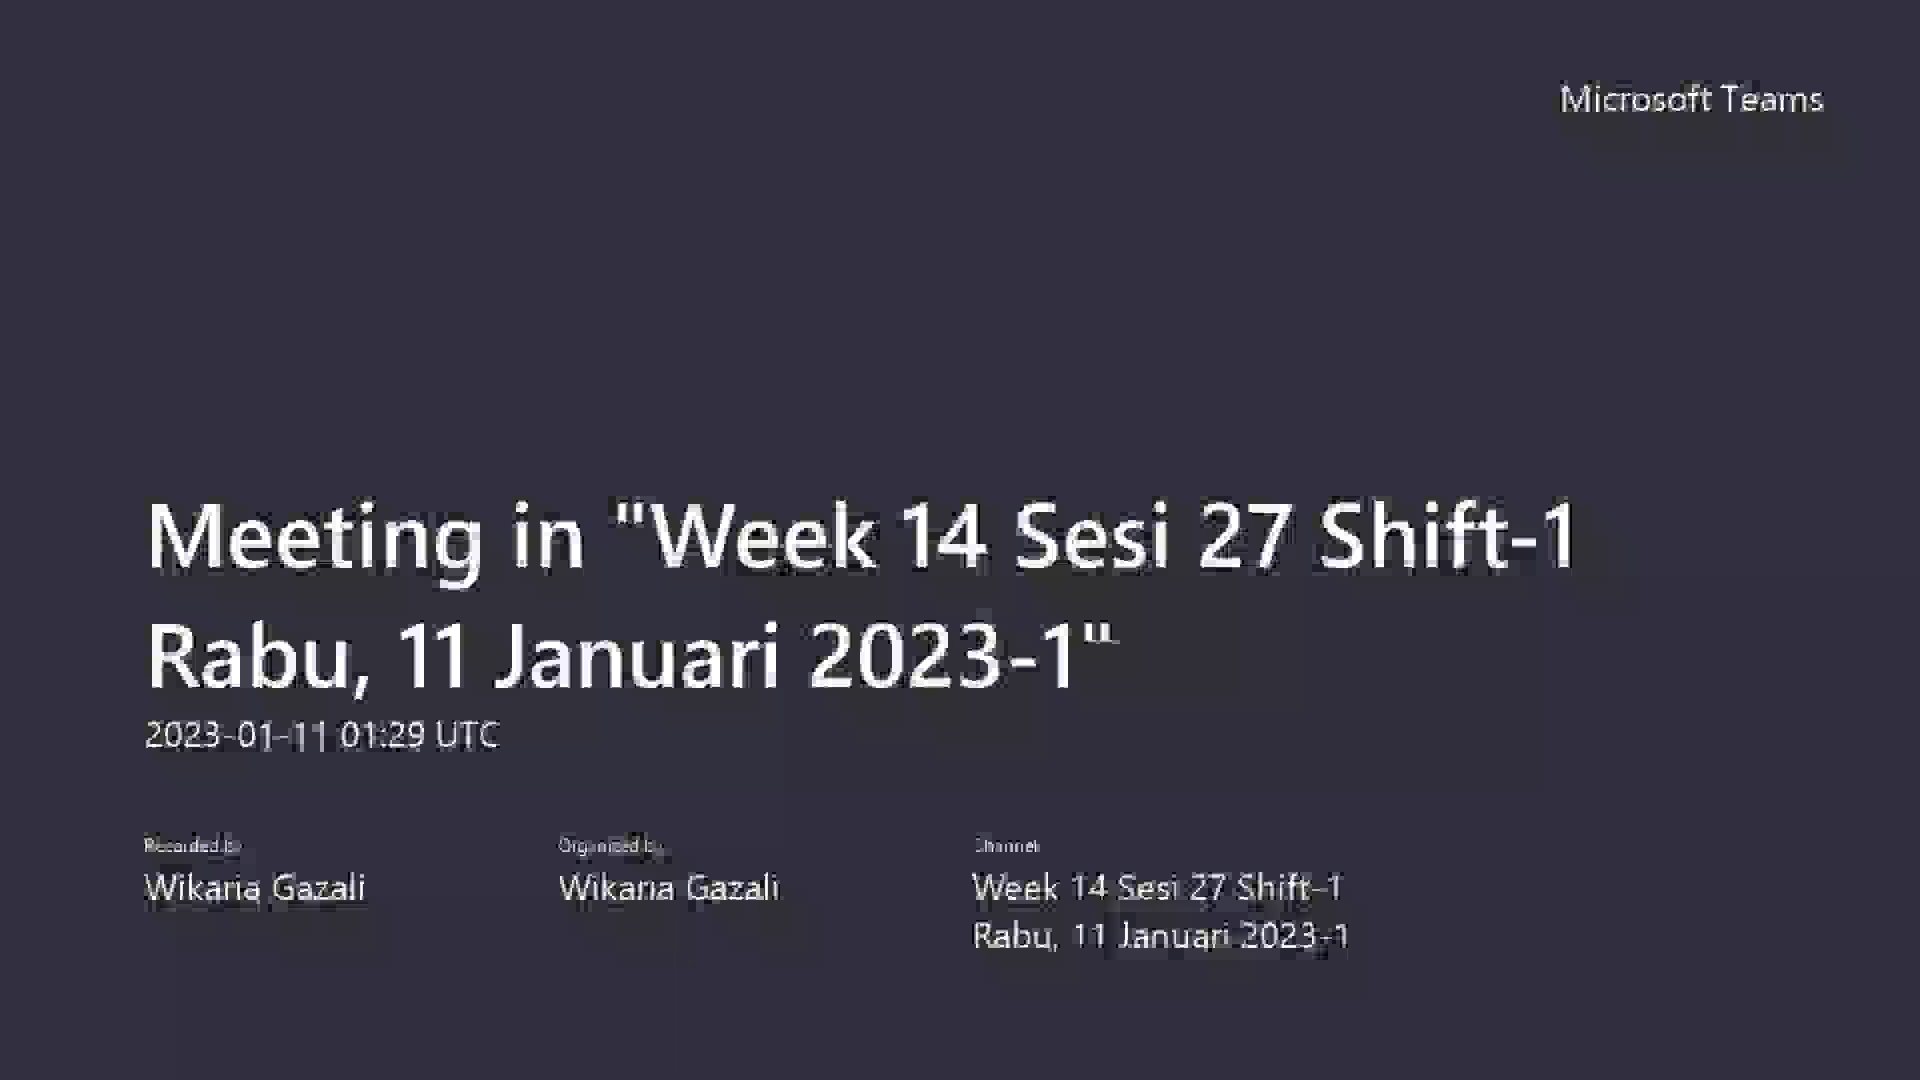 Microsoft Teams
Meeting in "Week 14 Sesi 27 Shift-1
Rabu, 11 Januari 2023-1"
2023-01-11 01:29 UTC
Recorded by
Organized by
Channel
Wikana Gazali
Wikana Gazali
Week 14 Sesi 27 Shift-1
Rabu, 11 Januari 2023-1